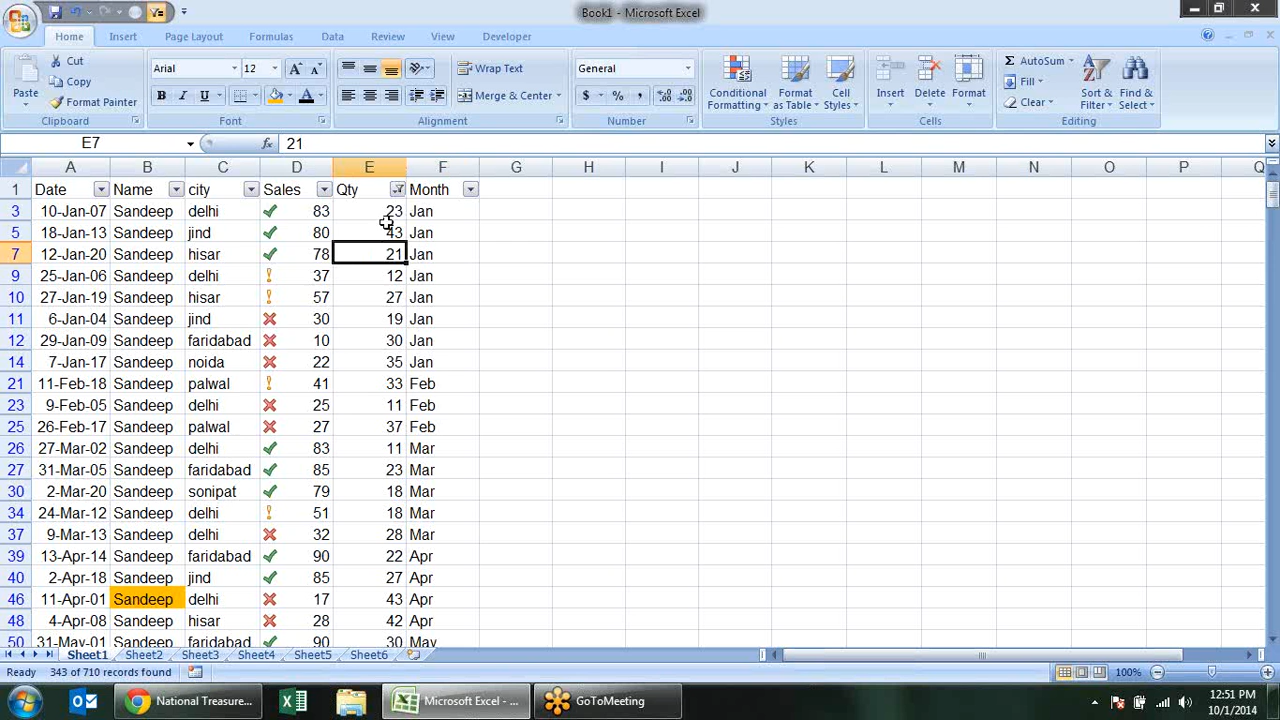 Book1 - Microsoft Excel
Home Insert Page Layout Formulas Data Review View Developer
Paste Cut Copy Format Painter Clipboard
Arial 12 Font
Wrap Text Merge & Center Alignment
General $ % , Number
Conditional Formatting Format as Table Cell Styles Styles
Insert Delete Format Cells
Σ AutoSum Fill Clear Sort & Filter Find & Select Editing
E7 fx 21
A B C D E F G H I J K L M N O P Q
1 Date Name city Sales Qty Month
3 10-Jan-07 Sandeep delhi 83 23 Jan
5 18-Jan-13 Sandeep jind 80 43 Jan
7 12-Jan-20 Sandeep hisar 78 21 Jan
9 25-Jan-06 Sandeep delhi 37 12 Jan
10 27-Jan-19 Sandeep hisar 57 27 Jan
11 6-Jan-04 Sandeep jind 30 19 Jan
12 29-Jan-09 Sandeep faridabad 10 30 Jan
14 7-Jan-17 Sandeep noida 22 35 Jan
21 11-Feb-18 Sandeep palwal 41 33 Feb
23 9-Feb-05 Sandeep delhi 25 11 Feb
25 26-Feb-17 Sandeep palwal 27 37 Feb
26 27-Mar-02 Sandeep delhi 83 11 Mar
27 31-Mar-05 Sandeep faridabad 85 23 Mar
30 2-Mar-20 Sandeep sonipat 79 18 Mar
34 24-Mar-12 Sandeep delhi 51 18 Mar
37 9-Mar-13 Sandeep delhi 32 28 Mar
39 13-Apr-14 Sandeep faridabad 90 22 Apr
40 2-Apr-18 Sandeep jind 85 27 Apr
46 11-Apr-01 Sandeep delhi 17 43 Apr
48 4-Apr-08 Sandeep hisar 28 42 Apr
50 31-May-01 Sandeep faridabad 90 30 May
Sheet1 Sheet2 Sheet3 Sheet4 Sheet5 Sheet6
Ready 343 of 710 records found 100%
National Treasure... Microsoft Excel - ... GoToMeeting 12:51 PM
10/1/2014